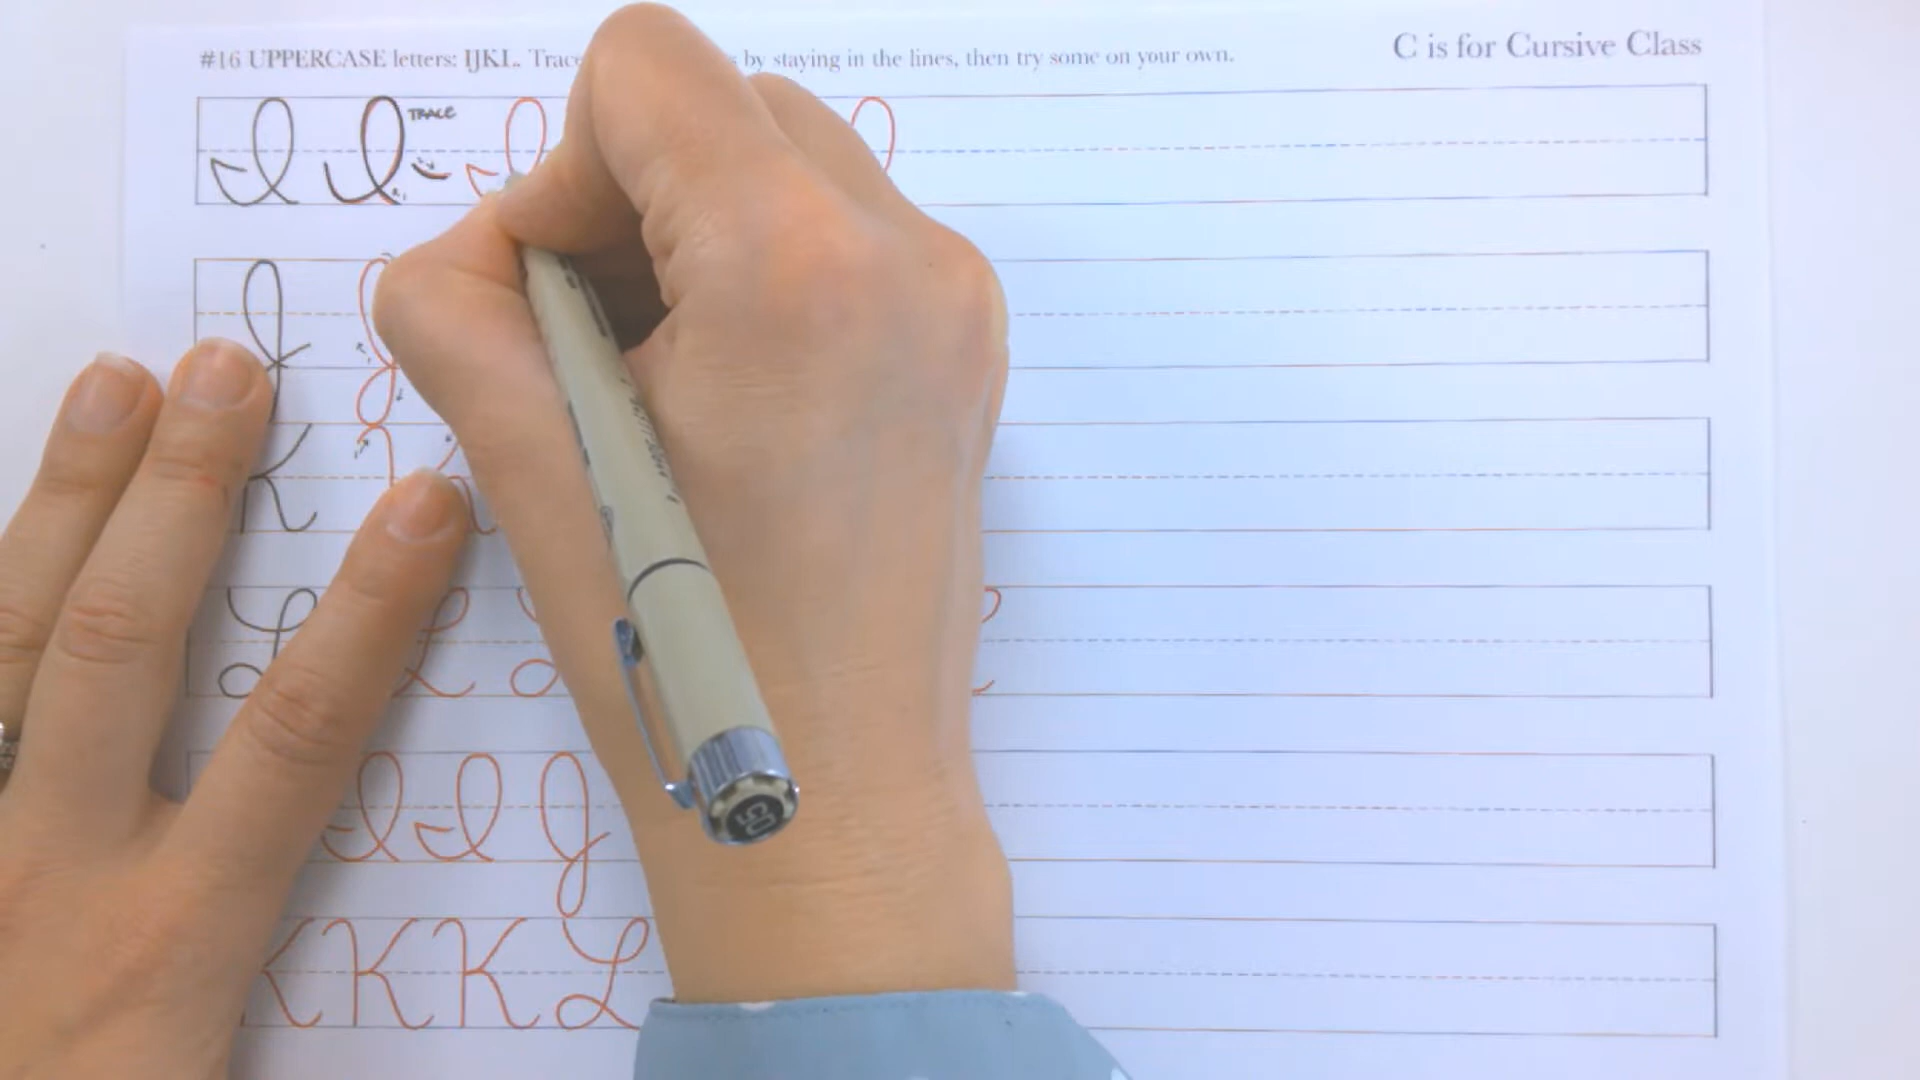 #16 UPPERCASE letters: IJKL. Trace by staying in the lines, then try some on your own.
C is for Cursive Class
I I TRACE I I
J J
K K
L L L L
I I J
K K K L
05